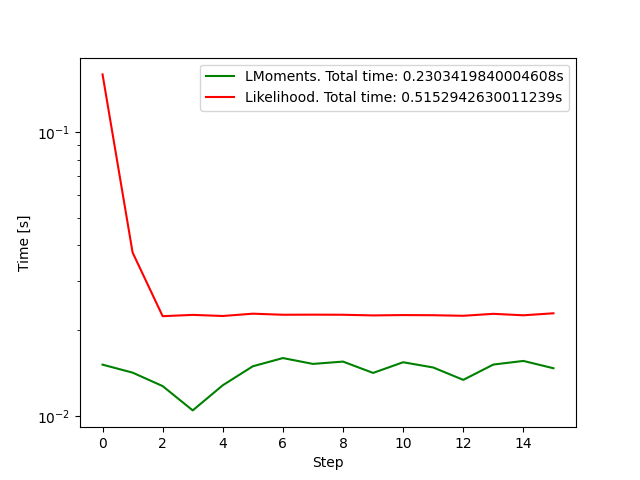 LMoments. Total time: 0.2303419840004608s
Likelihood. Total time: 0.5152942630011239s
10⁻¹
10⁻²
Time [s]
0 2 4 6 8 10 12 14
Step